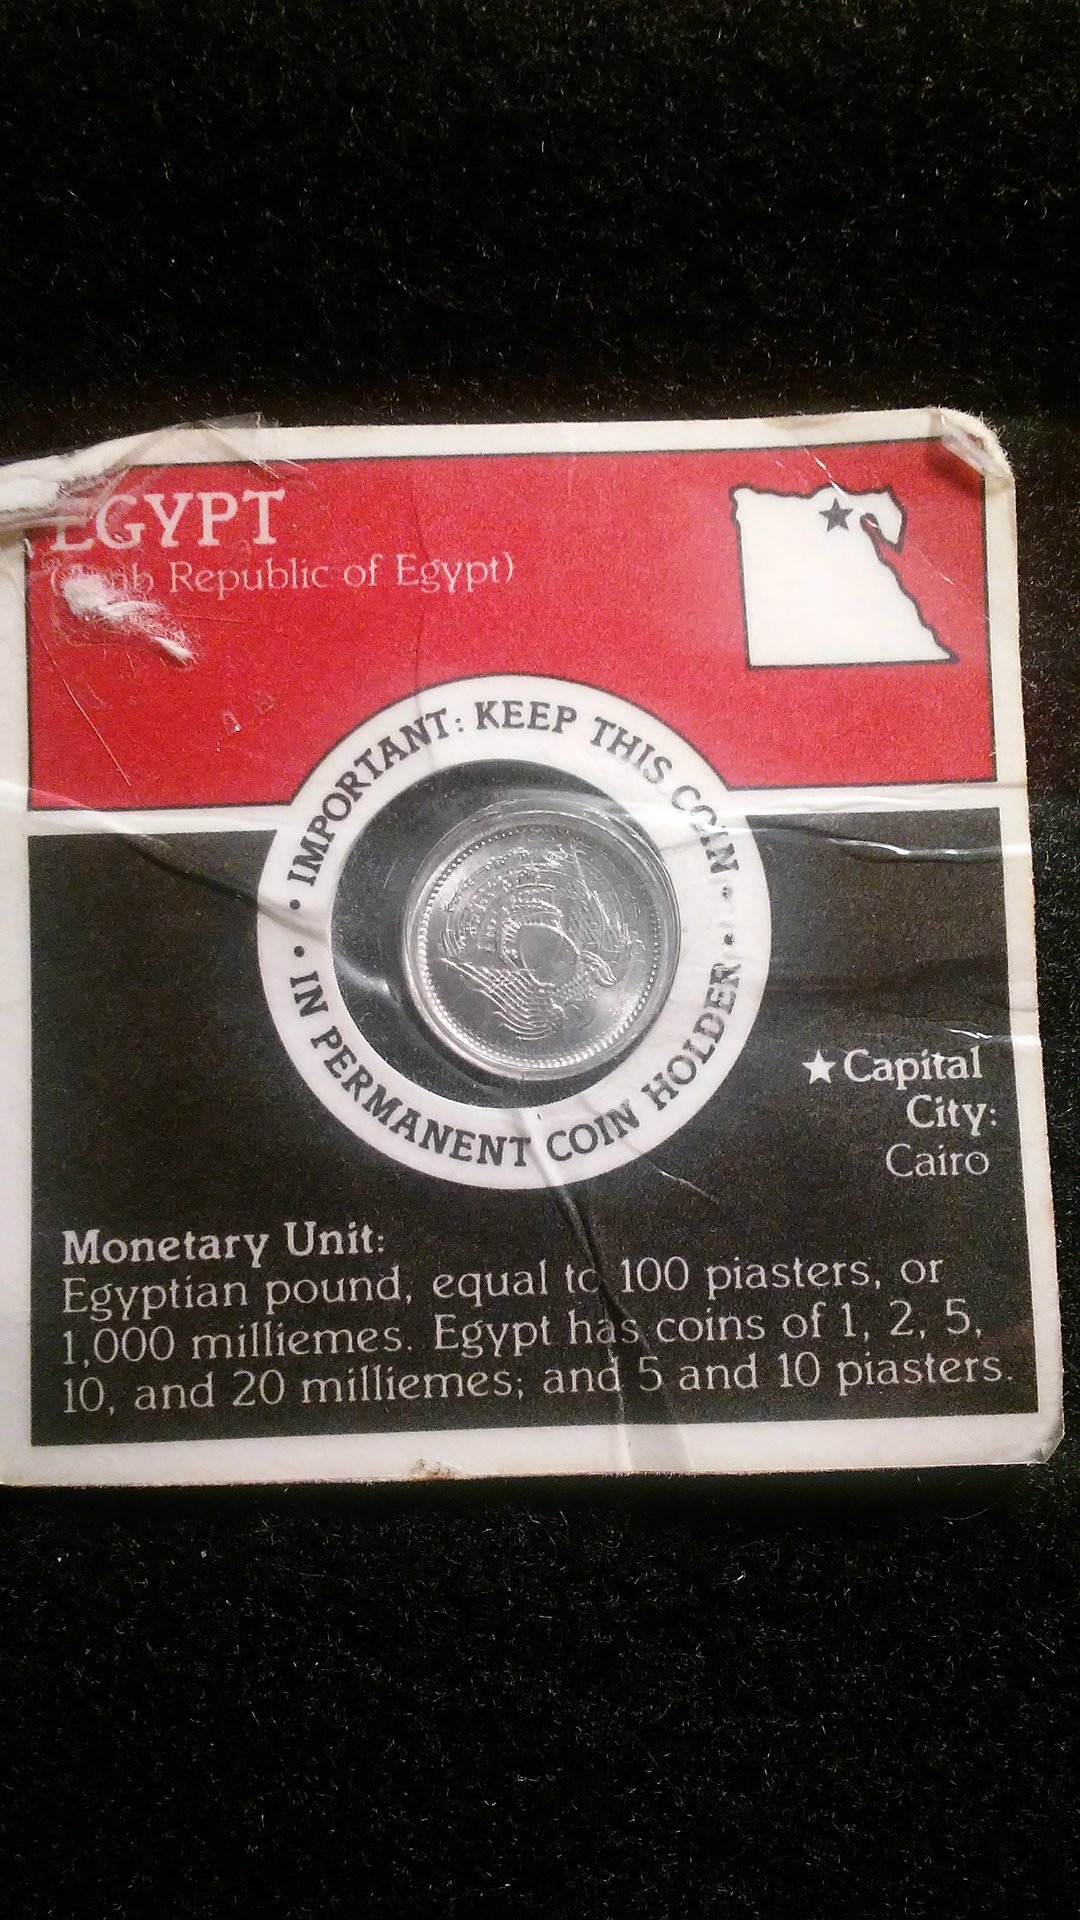 EGYPT
(Arab Republic of Egypt)
• IMPORTANT: KEEP THIS COIN •
• IN PERMANENT COIN HOLDER •
★Capital
City:
Cairo
Monetary Unit:
Egyptian pound, equal to 100 piasters, or
1,000 milliemes. Egypt has coins of 1, 2, 5,
10, and 20 milliemes; and 5 and 10 piasters.